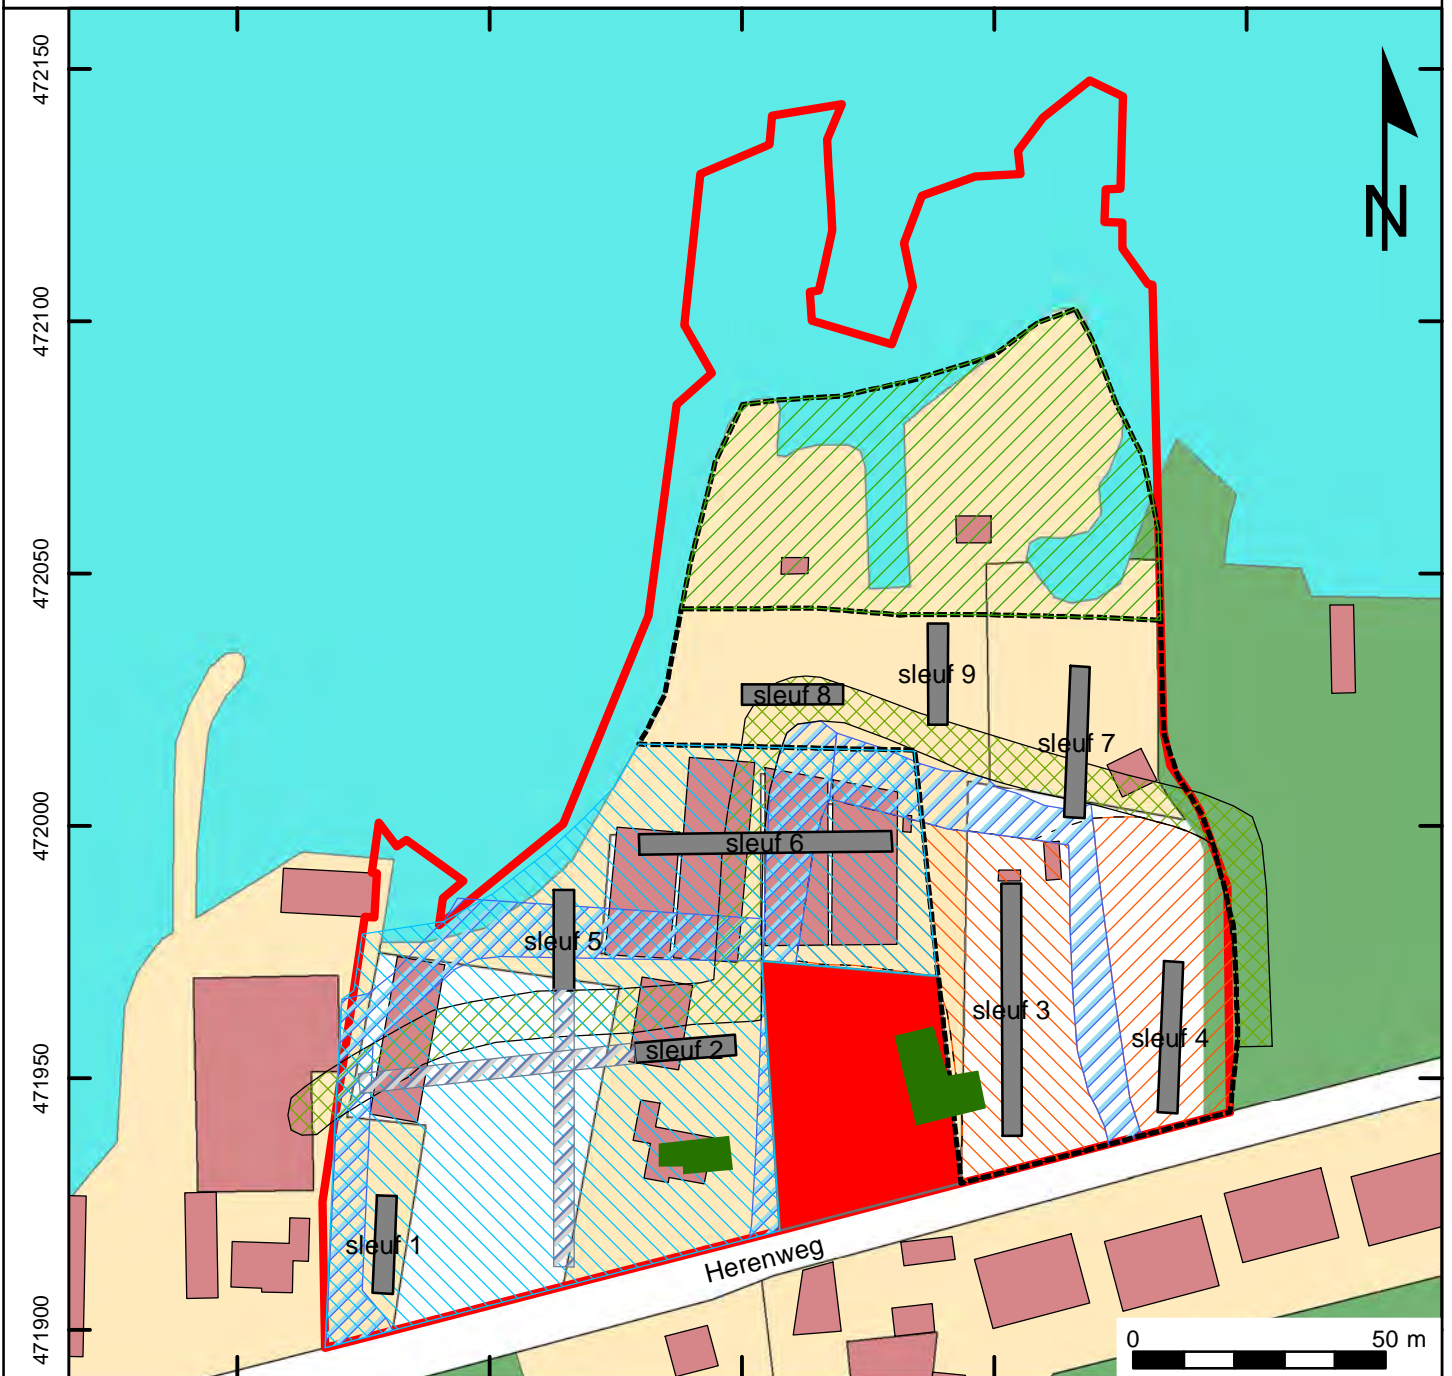 472150
N
472100
472050
sleuf 9
sleuf 8
sleuf 7
472000
sleuf 6
sleuf 5
sleuf 3
sleuf 4
sleuf 2
471950
sleuf 1
Herenweg
471900
0 50 m